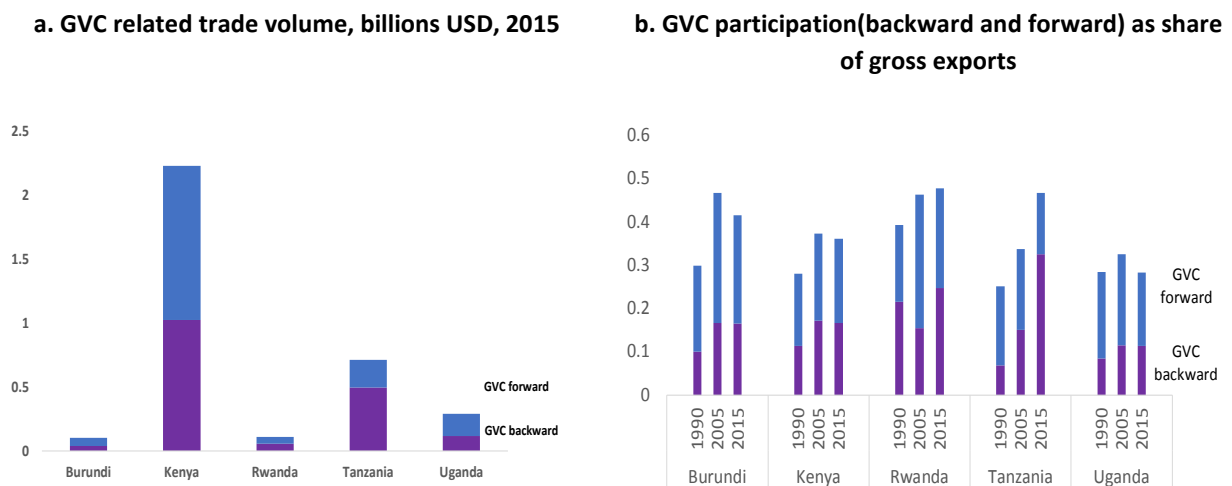 a. GVC related trade volume, billions USD, 2015
2.5
2
1.5
1
0.5
0
GVC forward
GVC backward
Burundi Kenya Rwanda Tanzania Uganda
b. GVC participation(backward and forward) as share
of gross exports
0.6
0.5
0.4
0.3
0.2
0.1
0
GVC
forward
GVC
backward
1990 2005 2015 1990 2005 2015 1990 2005 2015 1990 2005 2015 1990 2005 2015
Burundi Kenya Rwanda Tanzania Uganda